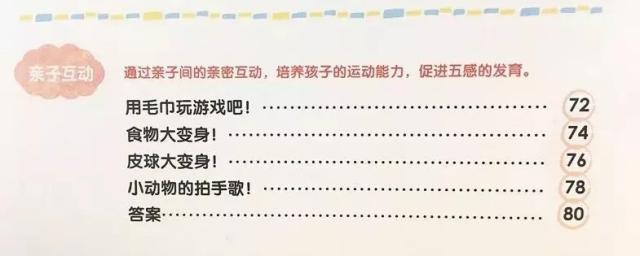 亲子互动
通过亲子间的亲密互动，培养孩子的运动能力，促进五感的发育。
用毛巾玩游戏吧！ 72
食物大变身！ 74
皮球大变身！ 76
小动物的拍手歌！ 78
答案 80